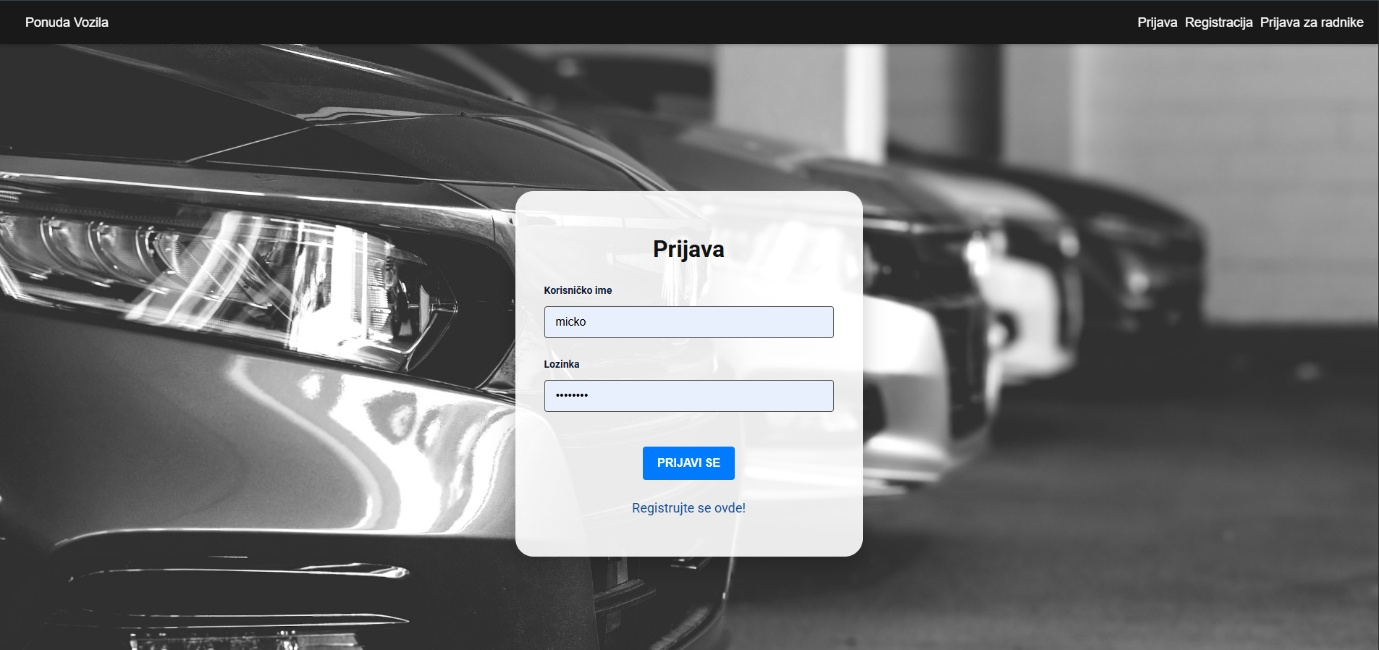 Ponuda Vozila
Prijava Registracija Prijava za radnike
Prijava
Korisničko ime
micko
Lozinka
••••••••
PRIJAVI SE
Registrujte se ovde!